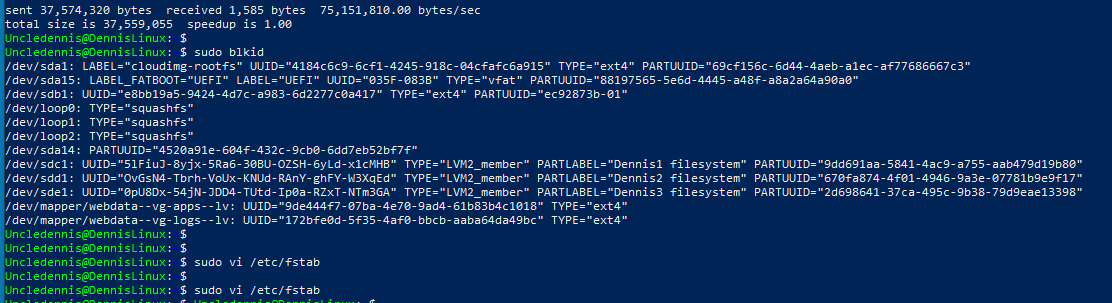 sent 37,574,320 bytes  received 1,585 bytes  75,151,810.00 bytes/sec
total size is 37,559,055  speedup is 1.00
Uncledennis@DennisLinux: $
Uncledennis@DennisLinux: $ sudo blkid
/dev/sda1: LABEL="cloudimg-rootfs" UUID="4184c6c9-6cf1-4245-918c-04cfafc6a915" TYPE="ext4" PARTUUID="69cf156c-6d44-4aeb-a1ec-af77686667c3"
/dev/sda15: LABEL_FATBOOT="UEFI" LABEL="UEFI" UUID="035F-083B" TYPE="vfat" PARTUUID="88197565-5e6d-4445-a48f-a8a2a64a90a0"
/dev/sdb1: UUID="e8bb19a5-9424-4d7c-a983-6d2277c0a417" TYPE="ext4" PARTUUID="ec92873b-01"
/dev/loop0: TYPE="squashfs"
/dev/loop1: TYPE="squashfs"
/dev/loop2: TYPE="squashfs"
/dev/sda14: PARTUUID="4520a91e-604f-432c-9cb0-6dd7eb52bf7f"
/dev/sdc1: UUID="5lFiuJ-8yjx-5Ra6-30BU-OZSH-6yLd-x1cMHB" TYPE="LVM2_member" PARTLABEL="Dennis1 filesystem" PARTUUID="9dd691aa-5841-4ac9-a755-aab479d19b80"
/dev/sdd1: UUID="OvGsN4-Tbrh-VoUx-KNUd-RAnY-ghFY-W3XqEd" TYPE="LVM2_member" PARTLABEL="Dennis2 filesystem" PARTUUID="670fa874-4f01-4946-9a3e-07781b9e9f17"
/dev/sde1: UUID="0pU8Dx-54jN-JDD4-TUtd-Ip0a-RZxT-NTm3GA" TYPE="LVM2_member" PARTLABEL="Dennis3 filesystem" PARTUUID="2d698641-37ca-495c-9b38-79d9eae13398"
/dev/mapper/webdata--vg-apps--lv: UUID="9de444f7-07ba-4e70-9ad4-61b83b4c1018" TYPE="ext4"
/dev/mapper/webdata--vg-logs--lv: UUID="172bfe0d-5f35-4af0-bbcb-aaba64da49bc" TYPE="ext4"
Uncledennis@DennisLinux: $
Uncledennis@DennisLinux: $
Uncledennis@DennisLinux: $ sudo vi /etc/fstab
Uncledennis@DennisLinux: $
Uncledennis@DennisLinux: $ sudo vi /etc/fstab
Uncledennis@DennisLinux: $ Uncledennis@DennisLinux: $